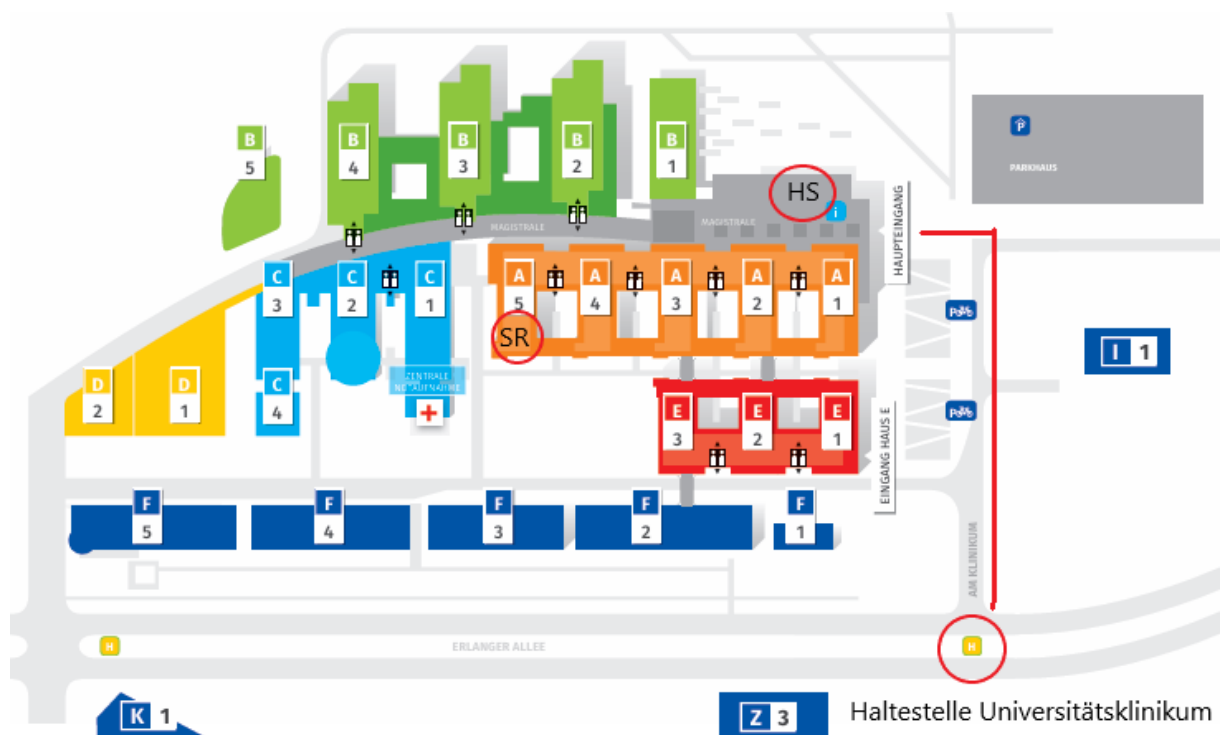 B
5
B
4
B
3
B
2
B
1
HS
i
P
PARKHAUS
MAGISTRALE
MAGISTRALE
HAUPTEINGANG
C
3
C
2
C
1
A
5
A
4
A
3
A
2
A
1
SR
P
I 1
D
2
D
1
C
4
ZENTRALE
NOTAUFNAHME
E
3
E
2
E
1
P
EINGANG HAUS E
F
5
F
4
F
3
F
2
F
1
AM KLINIKUM
H
ERLANGER ALLEE
H
K 1
Z 3
Haltestelle Universitätsklinikum